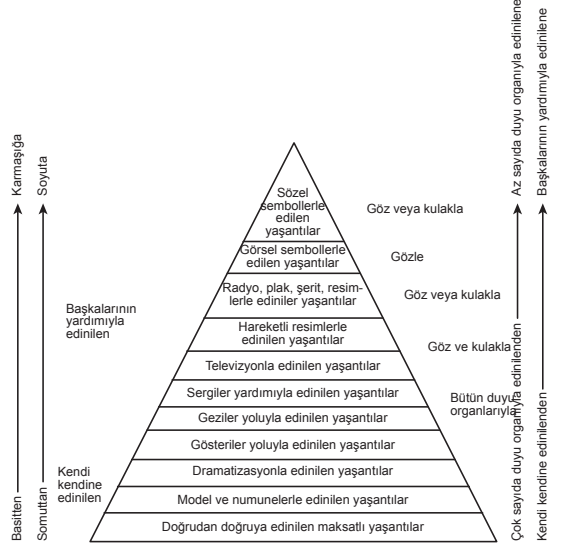 Karmaşığa
Soyuta
Basitten
Somuttan
Az sayıda duyu organıyla edinilene
Başkalarının yardımıyla edinilene
Çok sayıda duyu organıyla edinilenden
Kendi kendine edinilenden
Sözel
sembollerle
edilen
yaşantılar
Göz veya kulakla
Görsel sembollerle
edilen yaşantılar
Gözle
Radyo, plak, şerit, resim-
lerle ediniler yaşantılar
Göz veya kulakla
Başkalarının
yardımıyla
edinilen
Hareketli resimlerle
edinilen yaşantılar
Göz ve kulakla
Televizyonla edinilen yaşantılar
Sergiler yardımıyla edinilen yaşantılar
Bütün duyu
organlarıyla
Geziler yoluyla edinilen yaşantılar
Gösteriler yoluyla edinilen yaşantılar
Kendi
kendine
edinilen
Dramatizasyonla edinilen yaşantılar
Model ve numunelerle edinilen yaşantılar
Doğrudan doğruya edinilen maksatlı yaşantılar